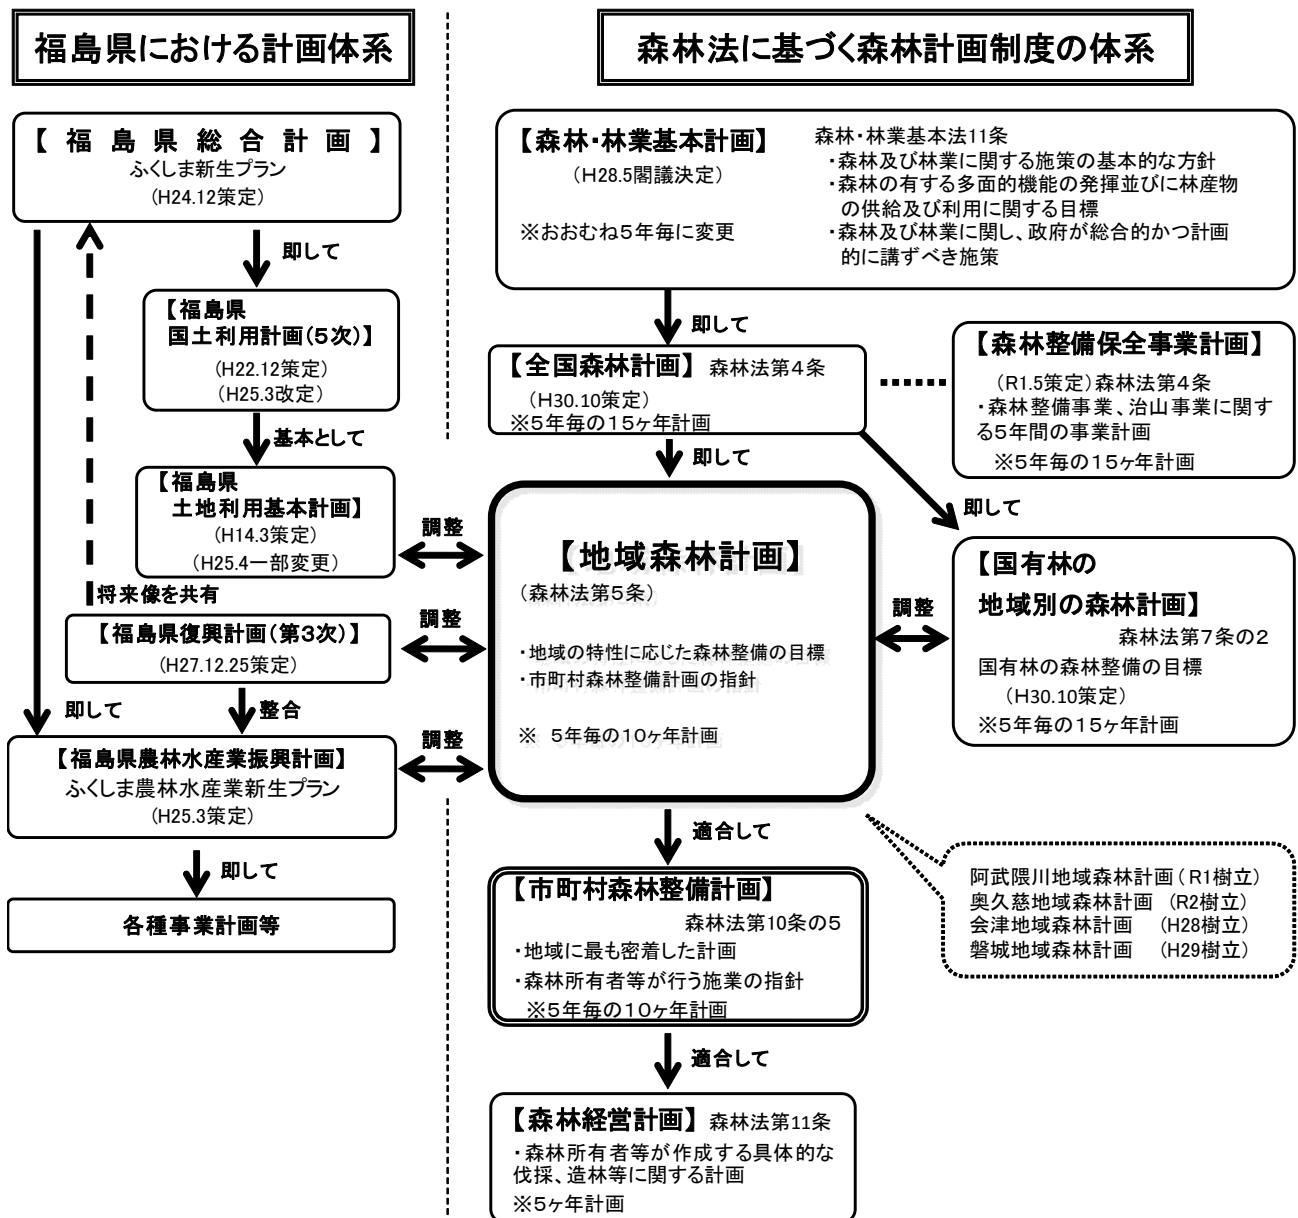 福島県における計画体系
【 福 島 県 総 合 計 画 】
ふくしま新生プラン
(H24.12策定)
即して
【福島県
国土利用計画(5次)】
(H22.12策定)
(H25.3改定)
基本として
【福島県
土地利用基本計画】
(H14.3策定)
(H25.4一部変更)
調整
将来像を共有
【福島県復興計画(第3次)】
(H27.12.25策定)
調整
即して
整合
【福島県農林水産業振興計画】
ふくしま農林水産業新生プラン
(H25.3策定)
調整
即して
各種事業計画等
森林法に基づく森林計画制度の体系
【森林・林業基本計画】
(H28.5閣議決定)
※おおむね5年毎に変更
森林・林業基本法11条
・森林及び林業に関する施策の基本的な方針
・森林の有する多面的機能の発揮並びに林産物
の供給及び利用に関する目標
・森林及び林業に関し、政府が総合的かつ計画
的に講ずべき施策
即して
【全国森林計画】 森林法第4条
(H30.10策定)
※5年毎の15ヶ年計画
【森林整備保全事業計画】
(R1.5策定)森林法第4条
・森林整備事業、治山事業に関す
る5年間の事業計画
※5年毎の15ヶ年計画
即して
即して
【地域森林計画】
(森林法第5条)
・地域の特性に応じた森林整備の目標
・市町村森林整備計画の指針
※ 5年毎の10ヶ年計画
調整
【国有林の
地域別の森林計画】
森林法第7条の2
国有林の森林整備の目標
(H30.10策定)
※5年毎の15ヶ年計画
適合して
阿武隈川地域森林計画(R1樹立)
奥久慈地域森林計画 (R2樹立)
会津地域森林計画 (H28樹立)
磐城地域森林計画 (H29樹立)
【市町村森林整備計画】
森林法第10条の5
・地域に最も密着した計画
・森林所有者等が行う施業の指針
※5年毎の10ヶ年計画
適合して
【森林経営計画】 森林法第11条
・森林所有者等が作成する具体的な
伐採、造林等に関する計画
※5ヶ年計画